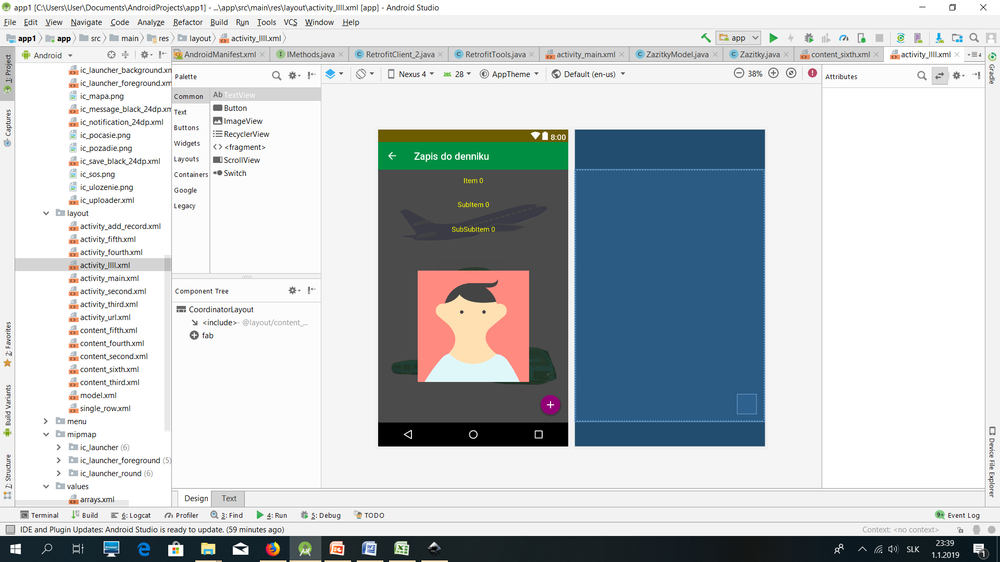 app1 [C:\Users\User\Documents\AndroidProjects\app1] - ...\app\src\main\res\layout\activity_llll.xml [app] - Android Studio
File Edit View Navigate Code Analyze Refactor Build Run Tools VCS Window Help
app1 app src main res layout activity_llll.xml
app
1: Project
Captures
2: Favorites
Build Variants
7: Structure
Android
ic_launcher_background.xm
ic_launcher_foreground.xm
ic_mapa.png
ic_message_black_24dp.xm
ic_notification_24dp.xml
ic_pocasie.png
ic_pozadie.png
ic_save_black_24dp.xml
ic_sos.png
ic_ulozenie.png
ic_uploader.xml
layout
activity_add_record.xml
activity_fifth.xml
activity_fourth.xml
activity_llll.xml
activity_main.xml
activity_second.xml
activity_third.xml
activity_url.xml
content_fifth.xml
content_fourth.xml
content_second.xml
content_sixth.xml
content_third.xml
model.xml
single_row.xml
menu
mipmap
ic_launcher (6)
ic_launcher_foreground (5)
ic_launcher_round (6)
values
arrays.xml
AndroidManifest.xml IMethods.java RetrofitClient_2.java RetrofitTools.java activity_main.xml ZazitkyModel.java Zazitky.java content_sixth.xml activity_llll.xml 4
Palette
Common
Text
Buttons
Widgets
Layouts
Containers
Google
Legacy
Ab TextView
Button
ImageView
RecyclerView
<fragment>
ScrollView
Switch
Component Tree
CoordinatorLayout
<include>- @layout/content_...
fab
Nexus 4 28 AppTheme Default (en-us) 38%
8:00
Zapis do denniku
Item 0
SubItem 0
SubSubItem 0
Attributes
Gradle
Device File Explorer
Design Text
Terminal Build 6: Logcat Profiler 3: Find 4: Run 5: Debug TODO 9+ Event Log
IDE and Plugin Updates: Android Studio is ready to update. (59 minutes ago) Context: <no context>
SLK
23:39
1.1.2019
1